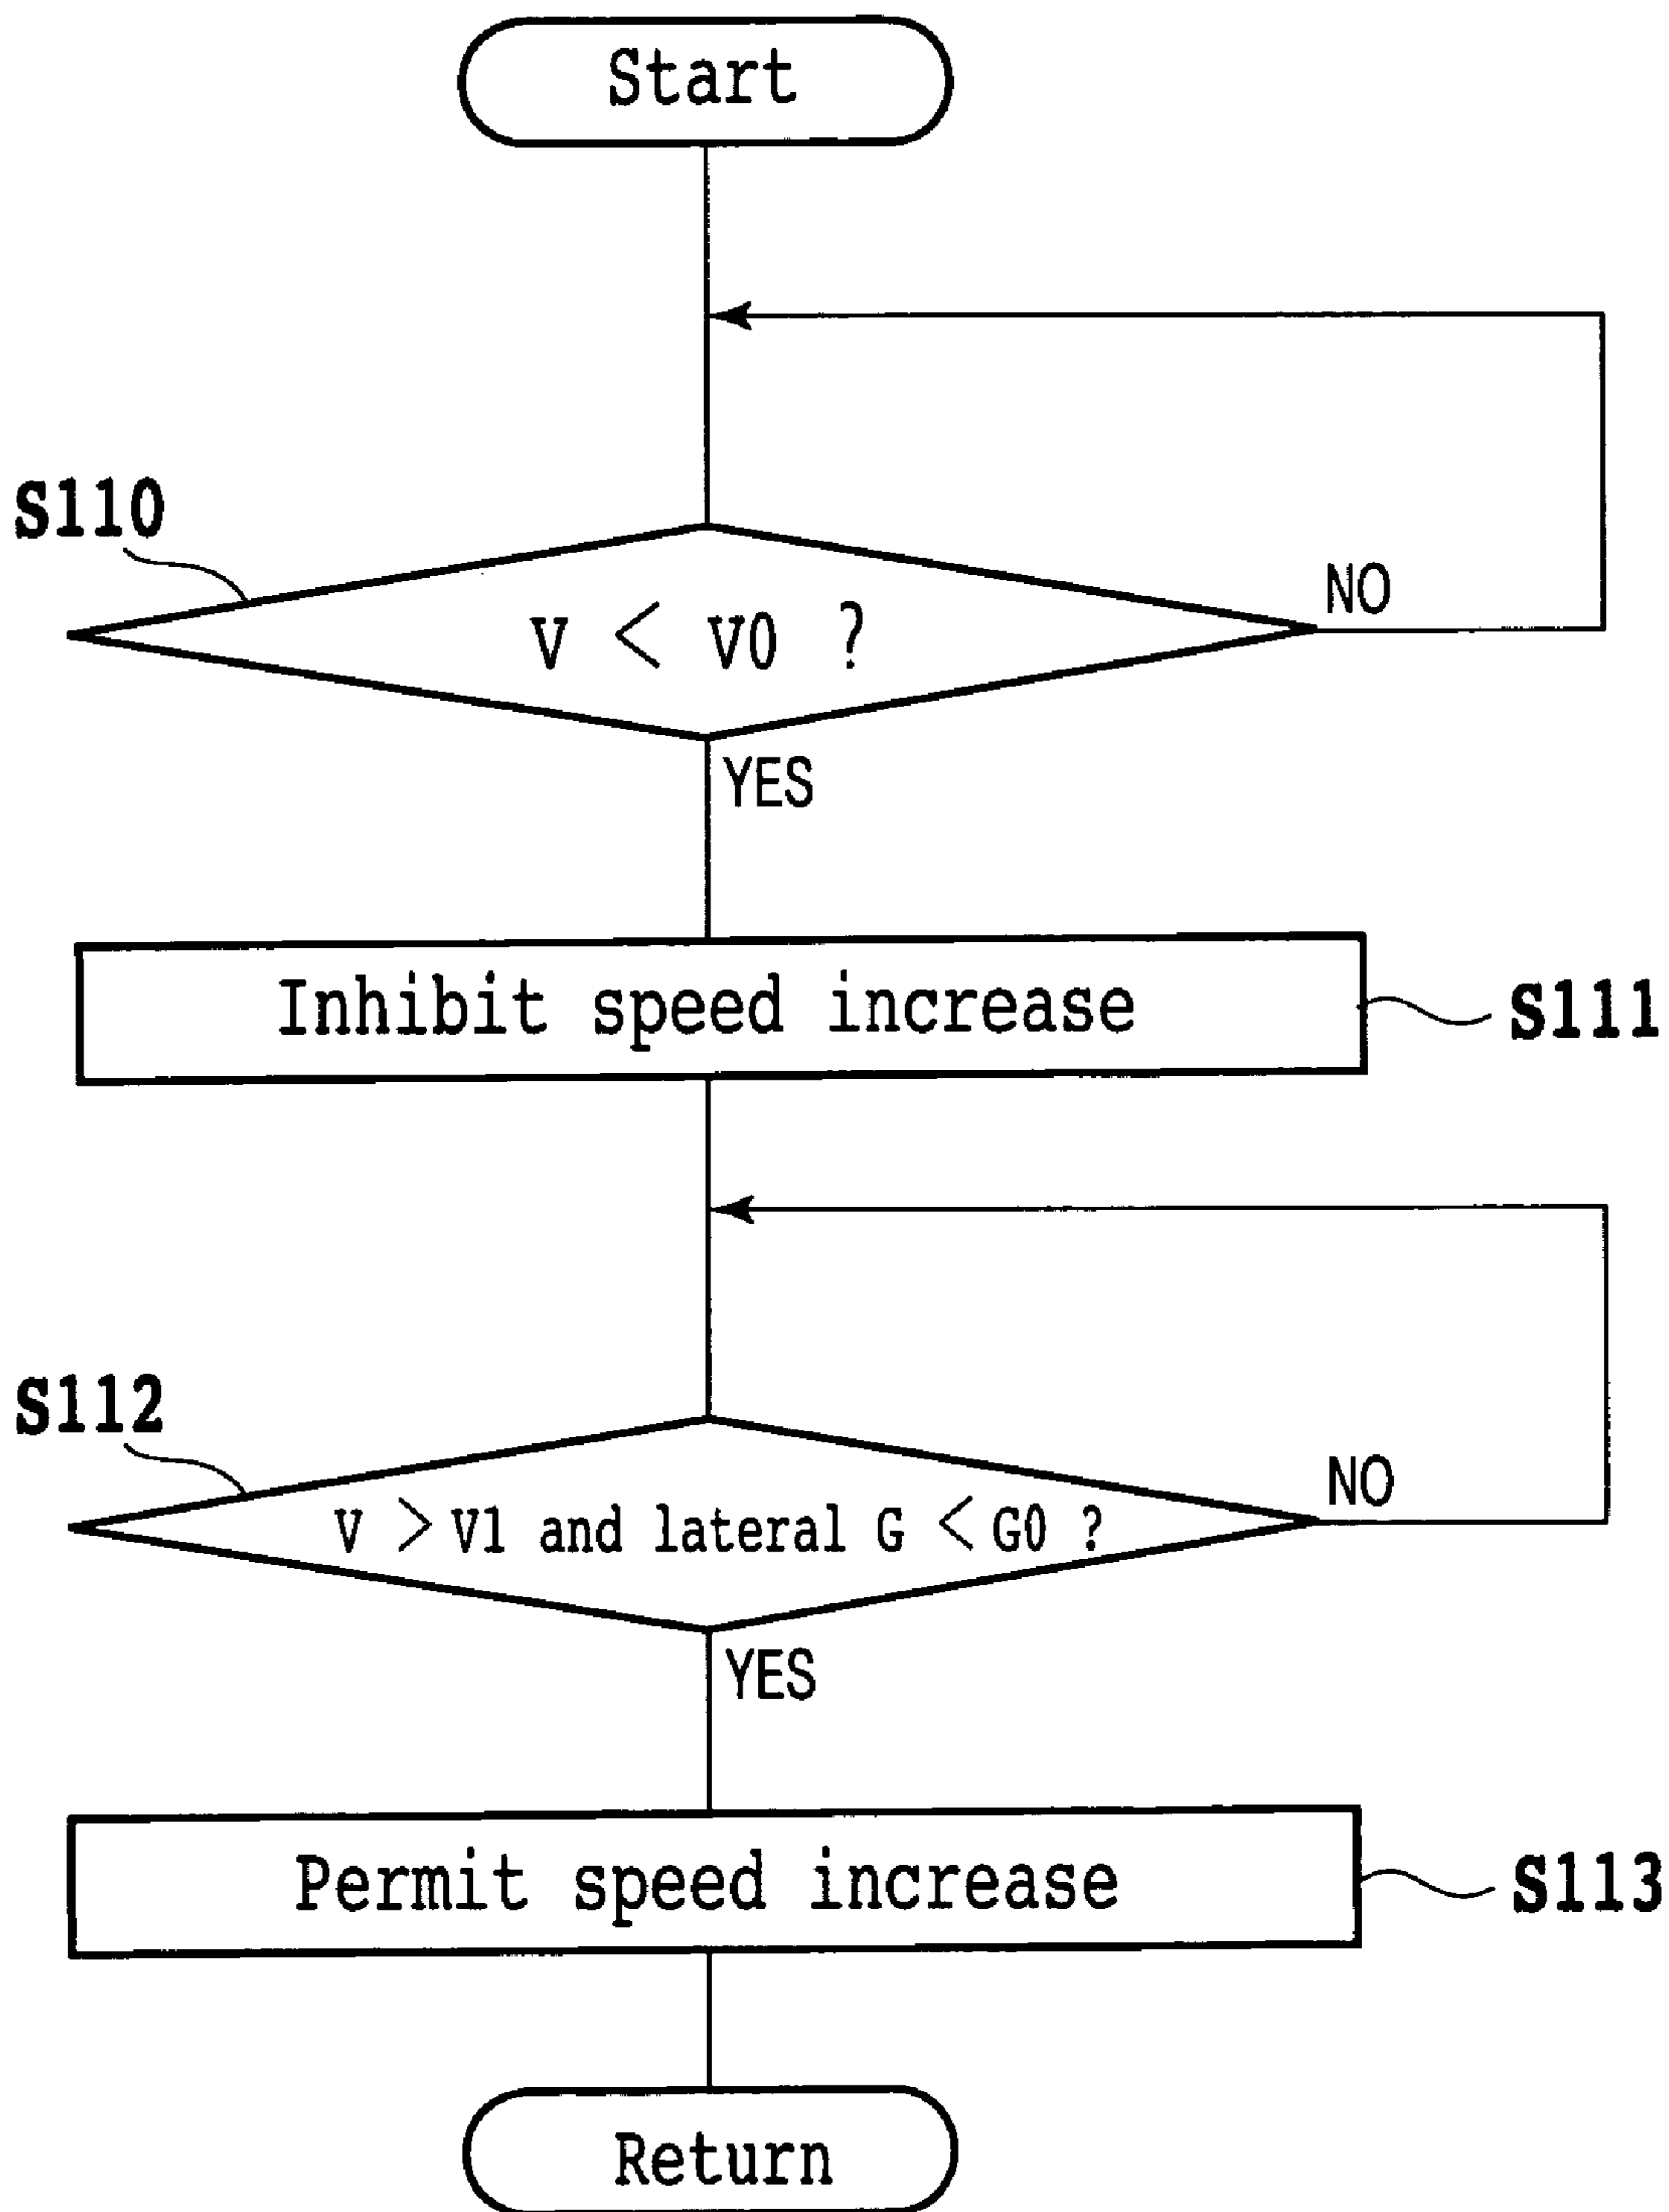 Start
S110
V < V0 ?
NO
YES
Inhibit speed increase
S111
S112
V > V1 and lateral G < G0 ?
NO
YES
Permit speed increase
S113
Return